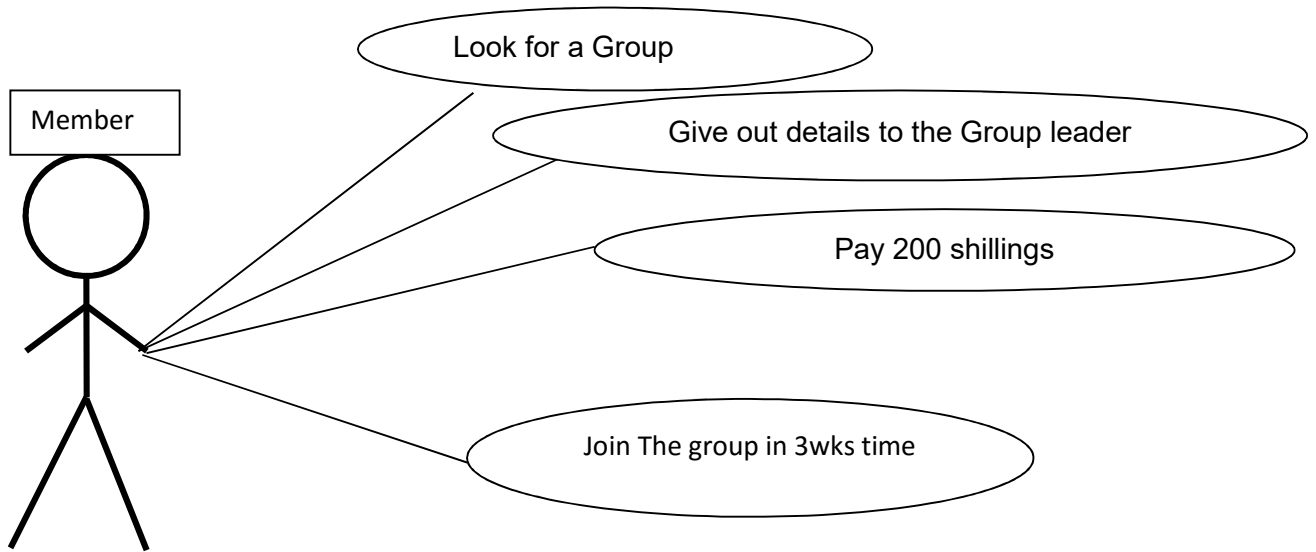 Look for a Group
Member
Give out details to the Group leader
Pay 200 shillings
Join The group in 3wks time